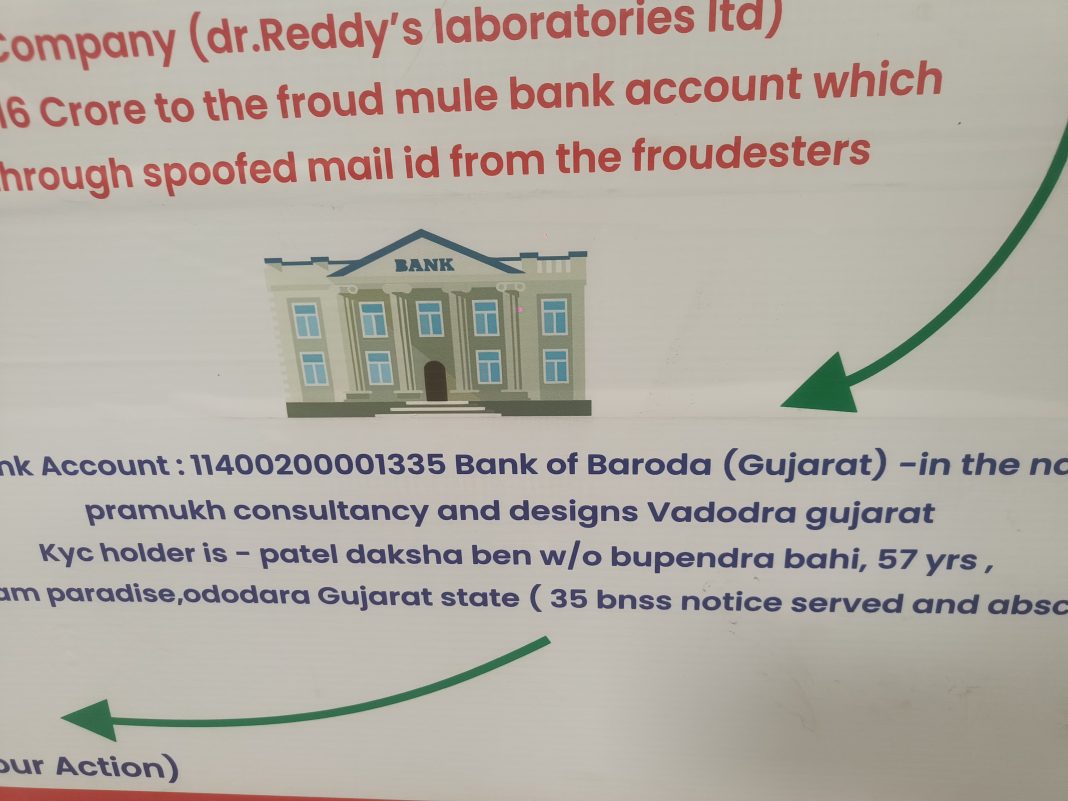 Company (dr.Reddy's laboratories ltd)
16 Crore to the froud mule bank account which
through spoofed mail id from the froudesters
BANK
nk Account : 11400200001335 Bank of Baroda (Gujarat) -in the na
pramukh consultancy and designs Vadodra gujarat
Kyc holder is - patel daksha ben w/o bupendra bahi, 57 yrs ,
am paradise,ododara Gujarat state ( 35 bnss notice served and absc
our Action)